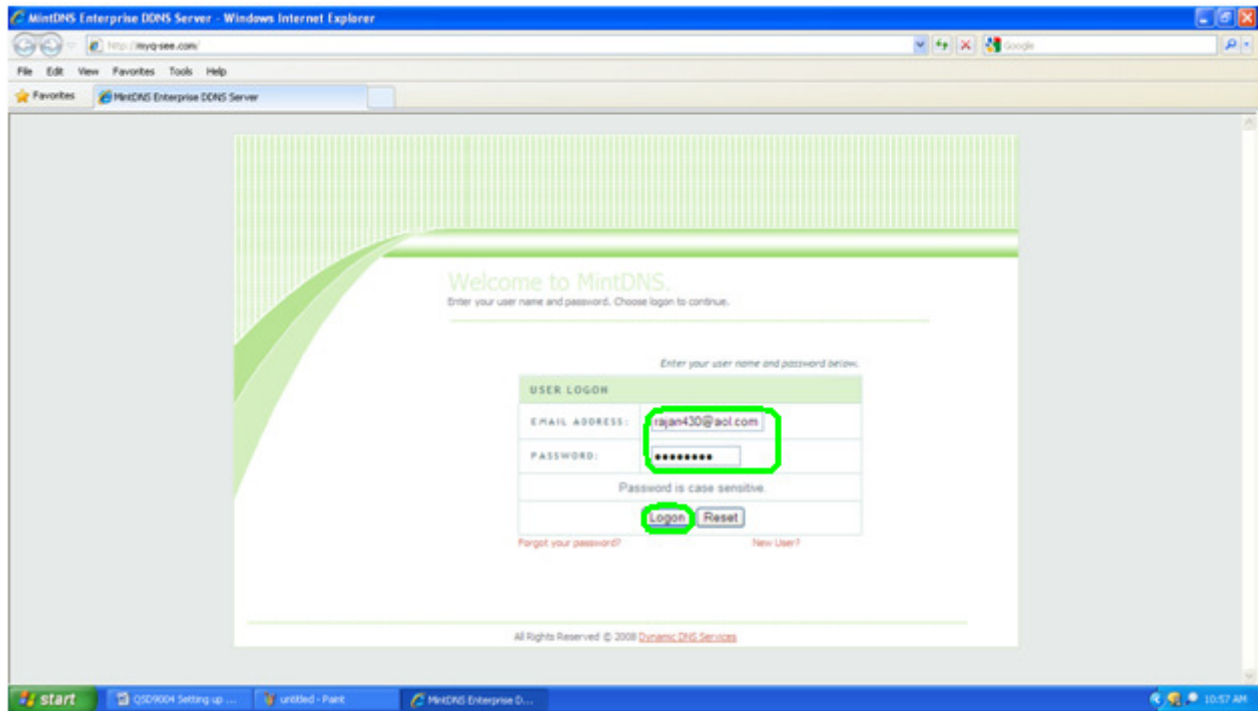 MintDNS Enterprise DDNS Server - Windows Internet Explorer
http://myq-see.com/
Google
File Edit View Favorites Tools Help
Favorites MintDNS Enterprise DDNS Server
Welcome to MintDNS.
Enter your user name and password. Choose logon to continue.
Enter your user name and password below.
USER LOGON
EMAIL ADDRESS: rajan430@aol.com
PASSWORD: ••••••••
Password is case sensitive.
Logon Reset
Forgot your password? New User?
All Rights Reserved © 2008 Dynamic DNS Services
start QSD9004 Setting up ... untitled - Paint MintDNS Enterprise D... 10:57 AM